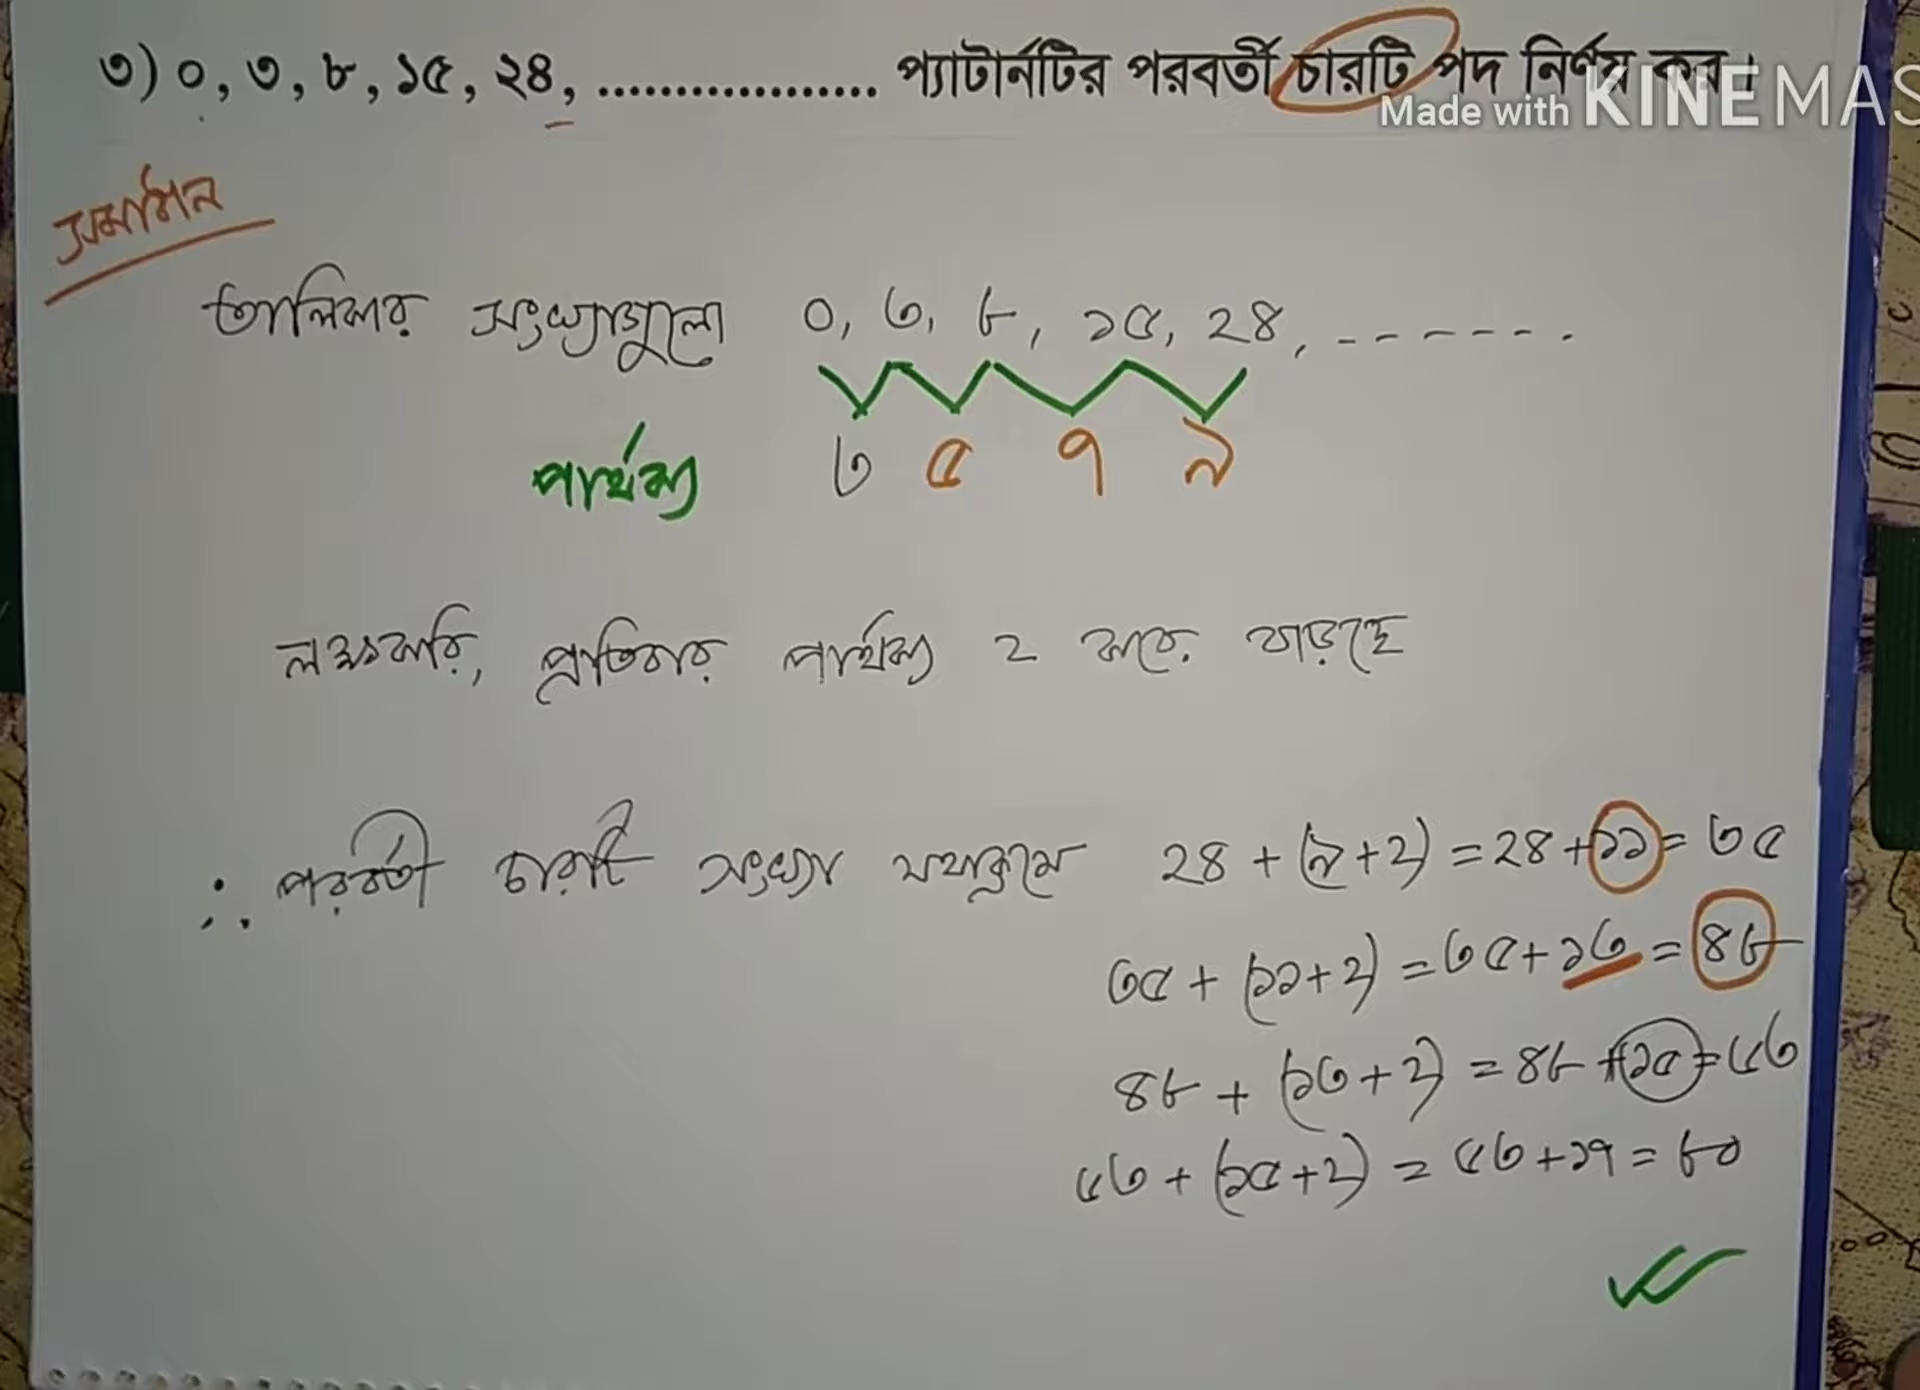 ৩) ০, ৩, ৮, ১৫, ২৪, .................. প্যাটার্নটির পরবর্তী চারটি পদ নির্ণয় কর।
Made with KINEMAS
সমাধান
তালিকার সংখ্যাগুলো ০, ৩, ৮, ১৫, ২৪, -------.
পার্থক্য ৩ ৫ ৭ ৯
লক্ষকরি, প্রতিবার পার্থক্য ২ করে বাড়ছে
∴ পরবর্তী চারটি সংখ্যা যথাক্রমে ২৪ + (৯+২) = ২৪ + ১১ = ৩৫
৩৫ + (১১+২) = ৩৫ + ১৩ = ৪৮
৪৮ + (১৩+২) = ৪৮ + ১৫ = ৬৩
৬৩ + (১৫+২) = ৬৩ + ১৭ = ৮০